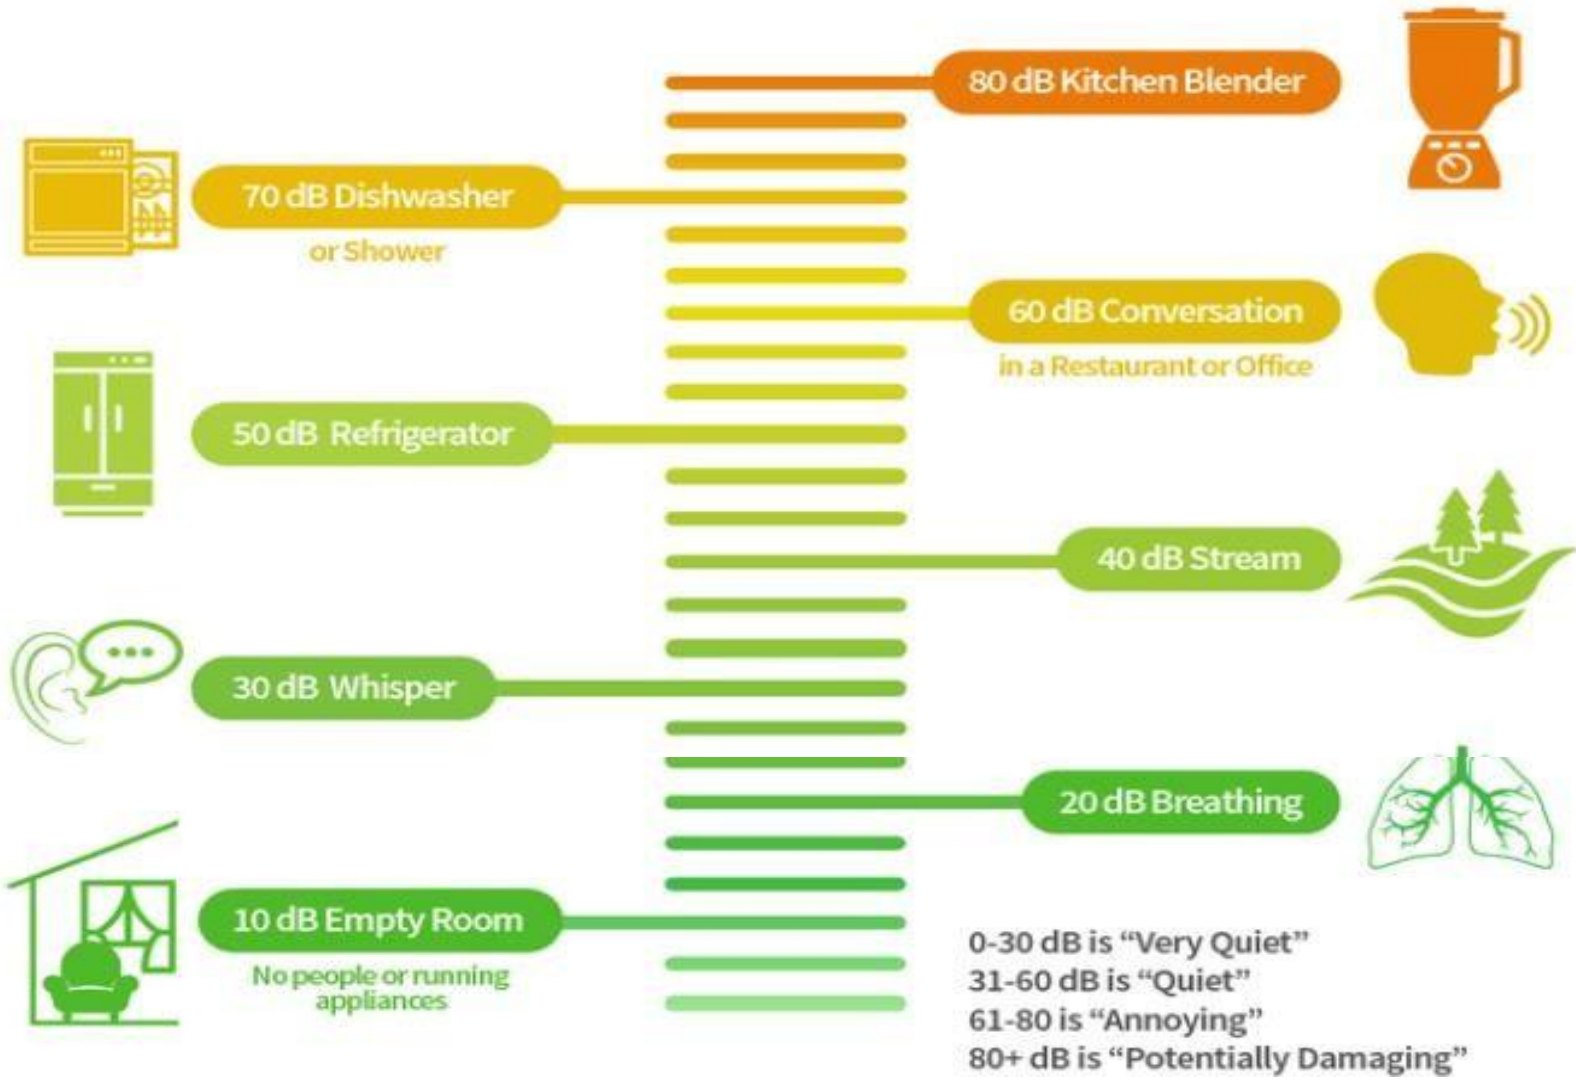 80 dB Kitchen Blender
70 dB Dishwasher
or Shower
60 dB Conversation
in a Restaurant or Office
50 dB Refrigerator
40 dB Stream
30 dB Whisper
20 dB Breathing
10 dB Empty Room
No people or running
appliances
0-30 dB is “Very Quiet”
31-60 dB is “Quiet”
61-80 is “Annoying”
80+ dB is “Potentially Damaging”